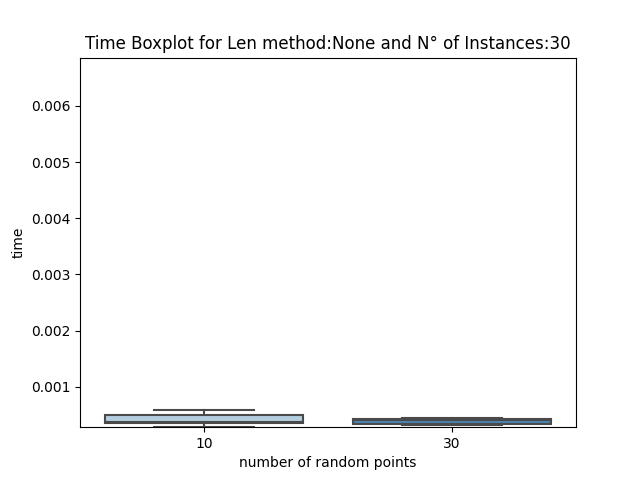 Time Boxplot for Len method:None and N° of Instances:30
0.006
0.005
0.004
0.003
0.002
0.001
time
10 30
number of random points